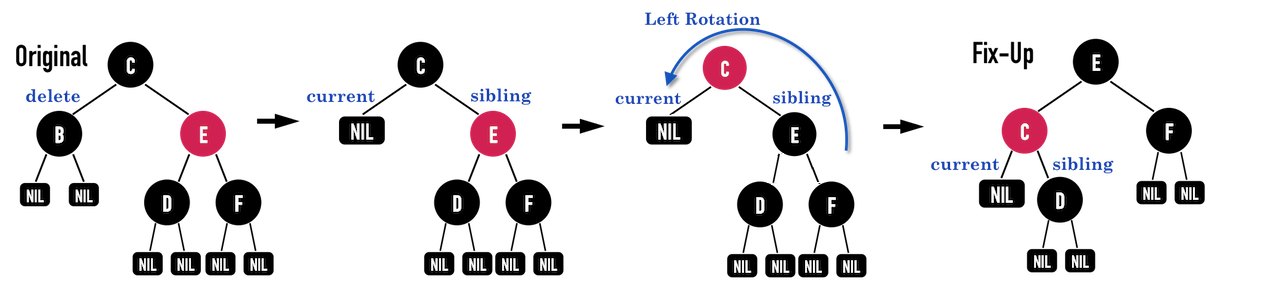 Original
C
delete
B
E
NIL
NIL
D
F
NIL
NIL
NIL
NIL
C
current
sibling
NIL
E
D
F
NIL
NIL
NIL
NIL
Left Rotation
C
current
sibling
NIL
E
D
F
NIL
NIL
NIL
NIL
Fix-Up
E
C
F
current
sibling
NIL
D
NIL
NIL
NIL
NIL